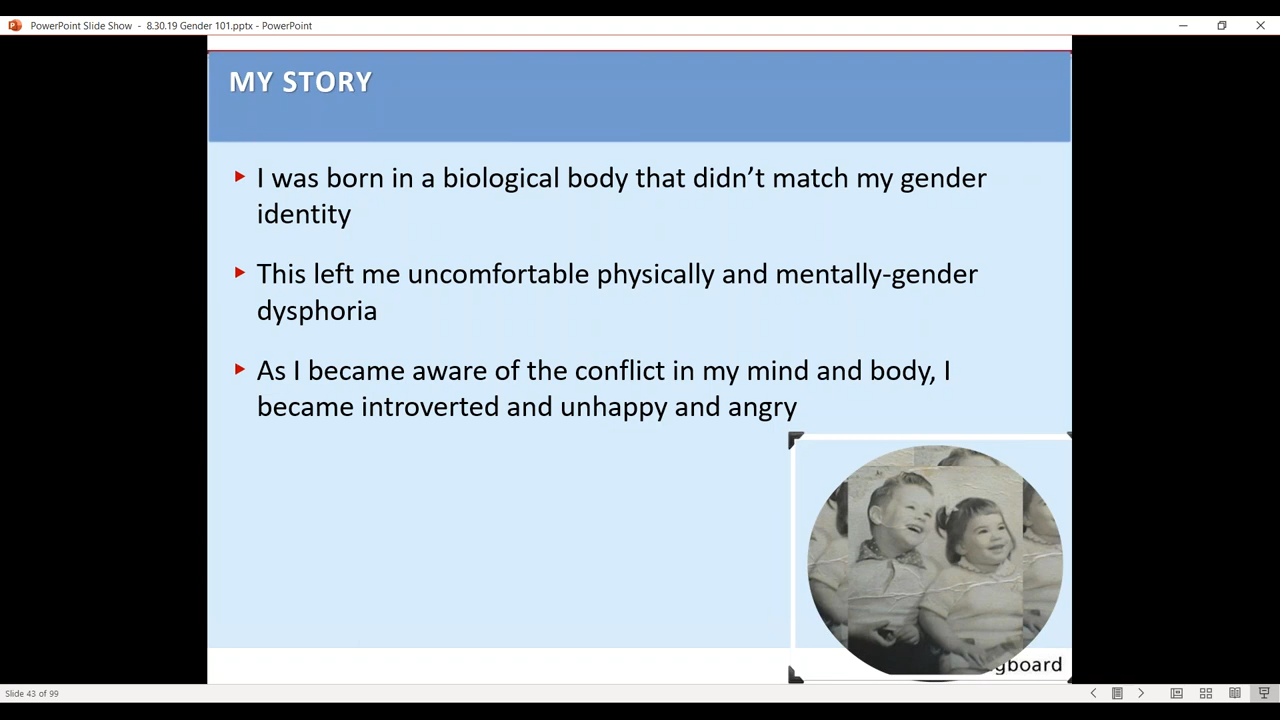 PowerPoint Slide Show - 8.30.19 Gender 101.pptx - PowerPoint
MY STORY
I was born in a biological body that didn’t match my gender
identity
This left me uncomfortable physically and mentally-gender
dysphoria
As I became aware of the conflict in my mind and body, I
became introverted and unhappy and angry
gboard
Slide 43 of 99